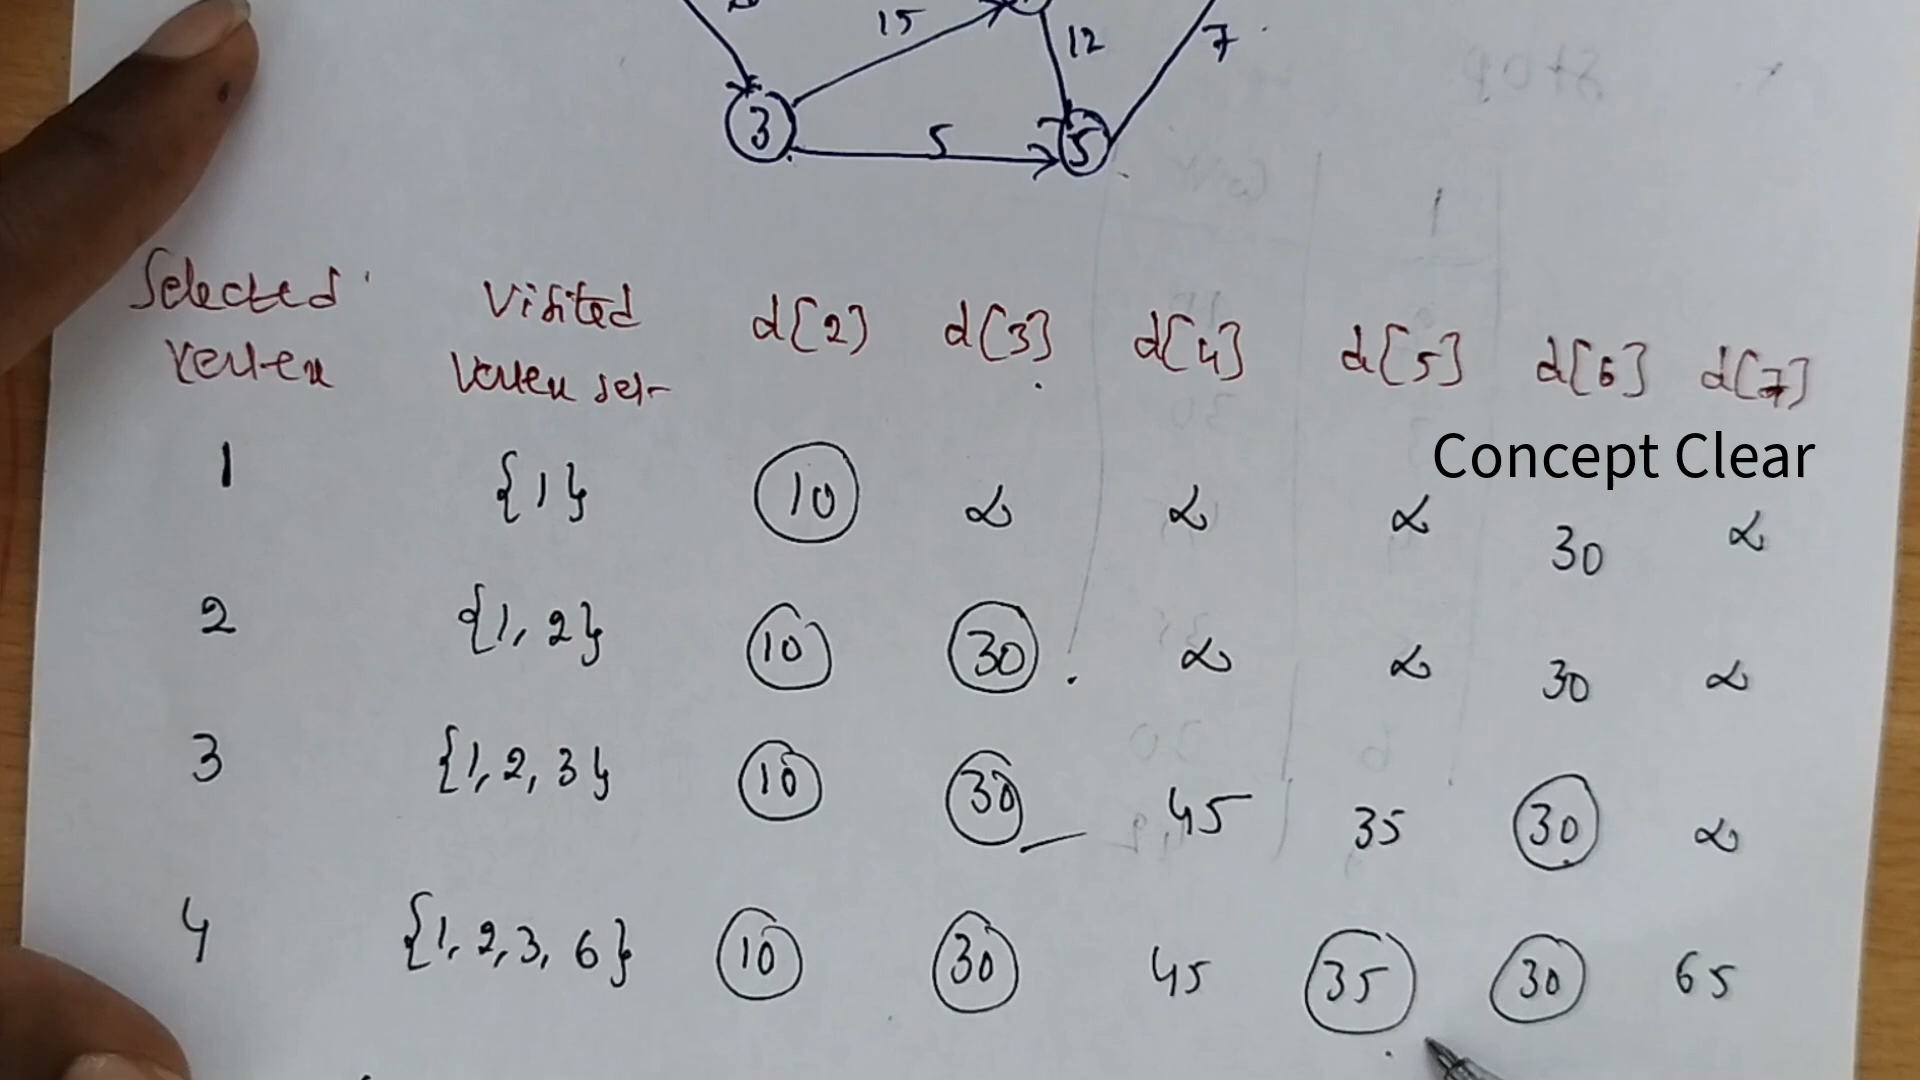 15
12
7
3
5
5
Selected Visited d[2] d[3] d[4] d[5] d[6] d[7]
Vertex Vertex set
Concept Clear
1 {1} 10 ∝ ∝ ∝ 30 ∝
2 {1, 2} 10 30 ∝ ∝ 30 ∝
3 {1, 2, 3} 10 30 45 35 30 ∝
4 {1, 2, 3, 6} 10 30 45 35 30 65